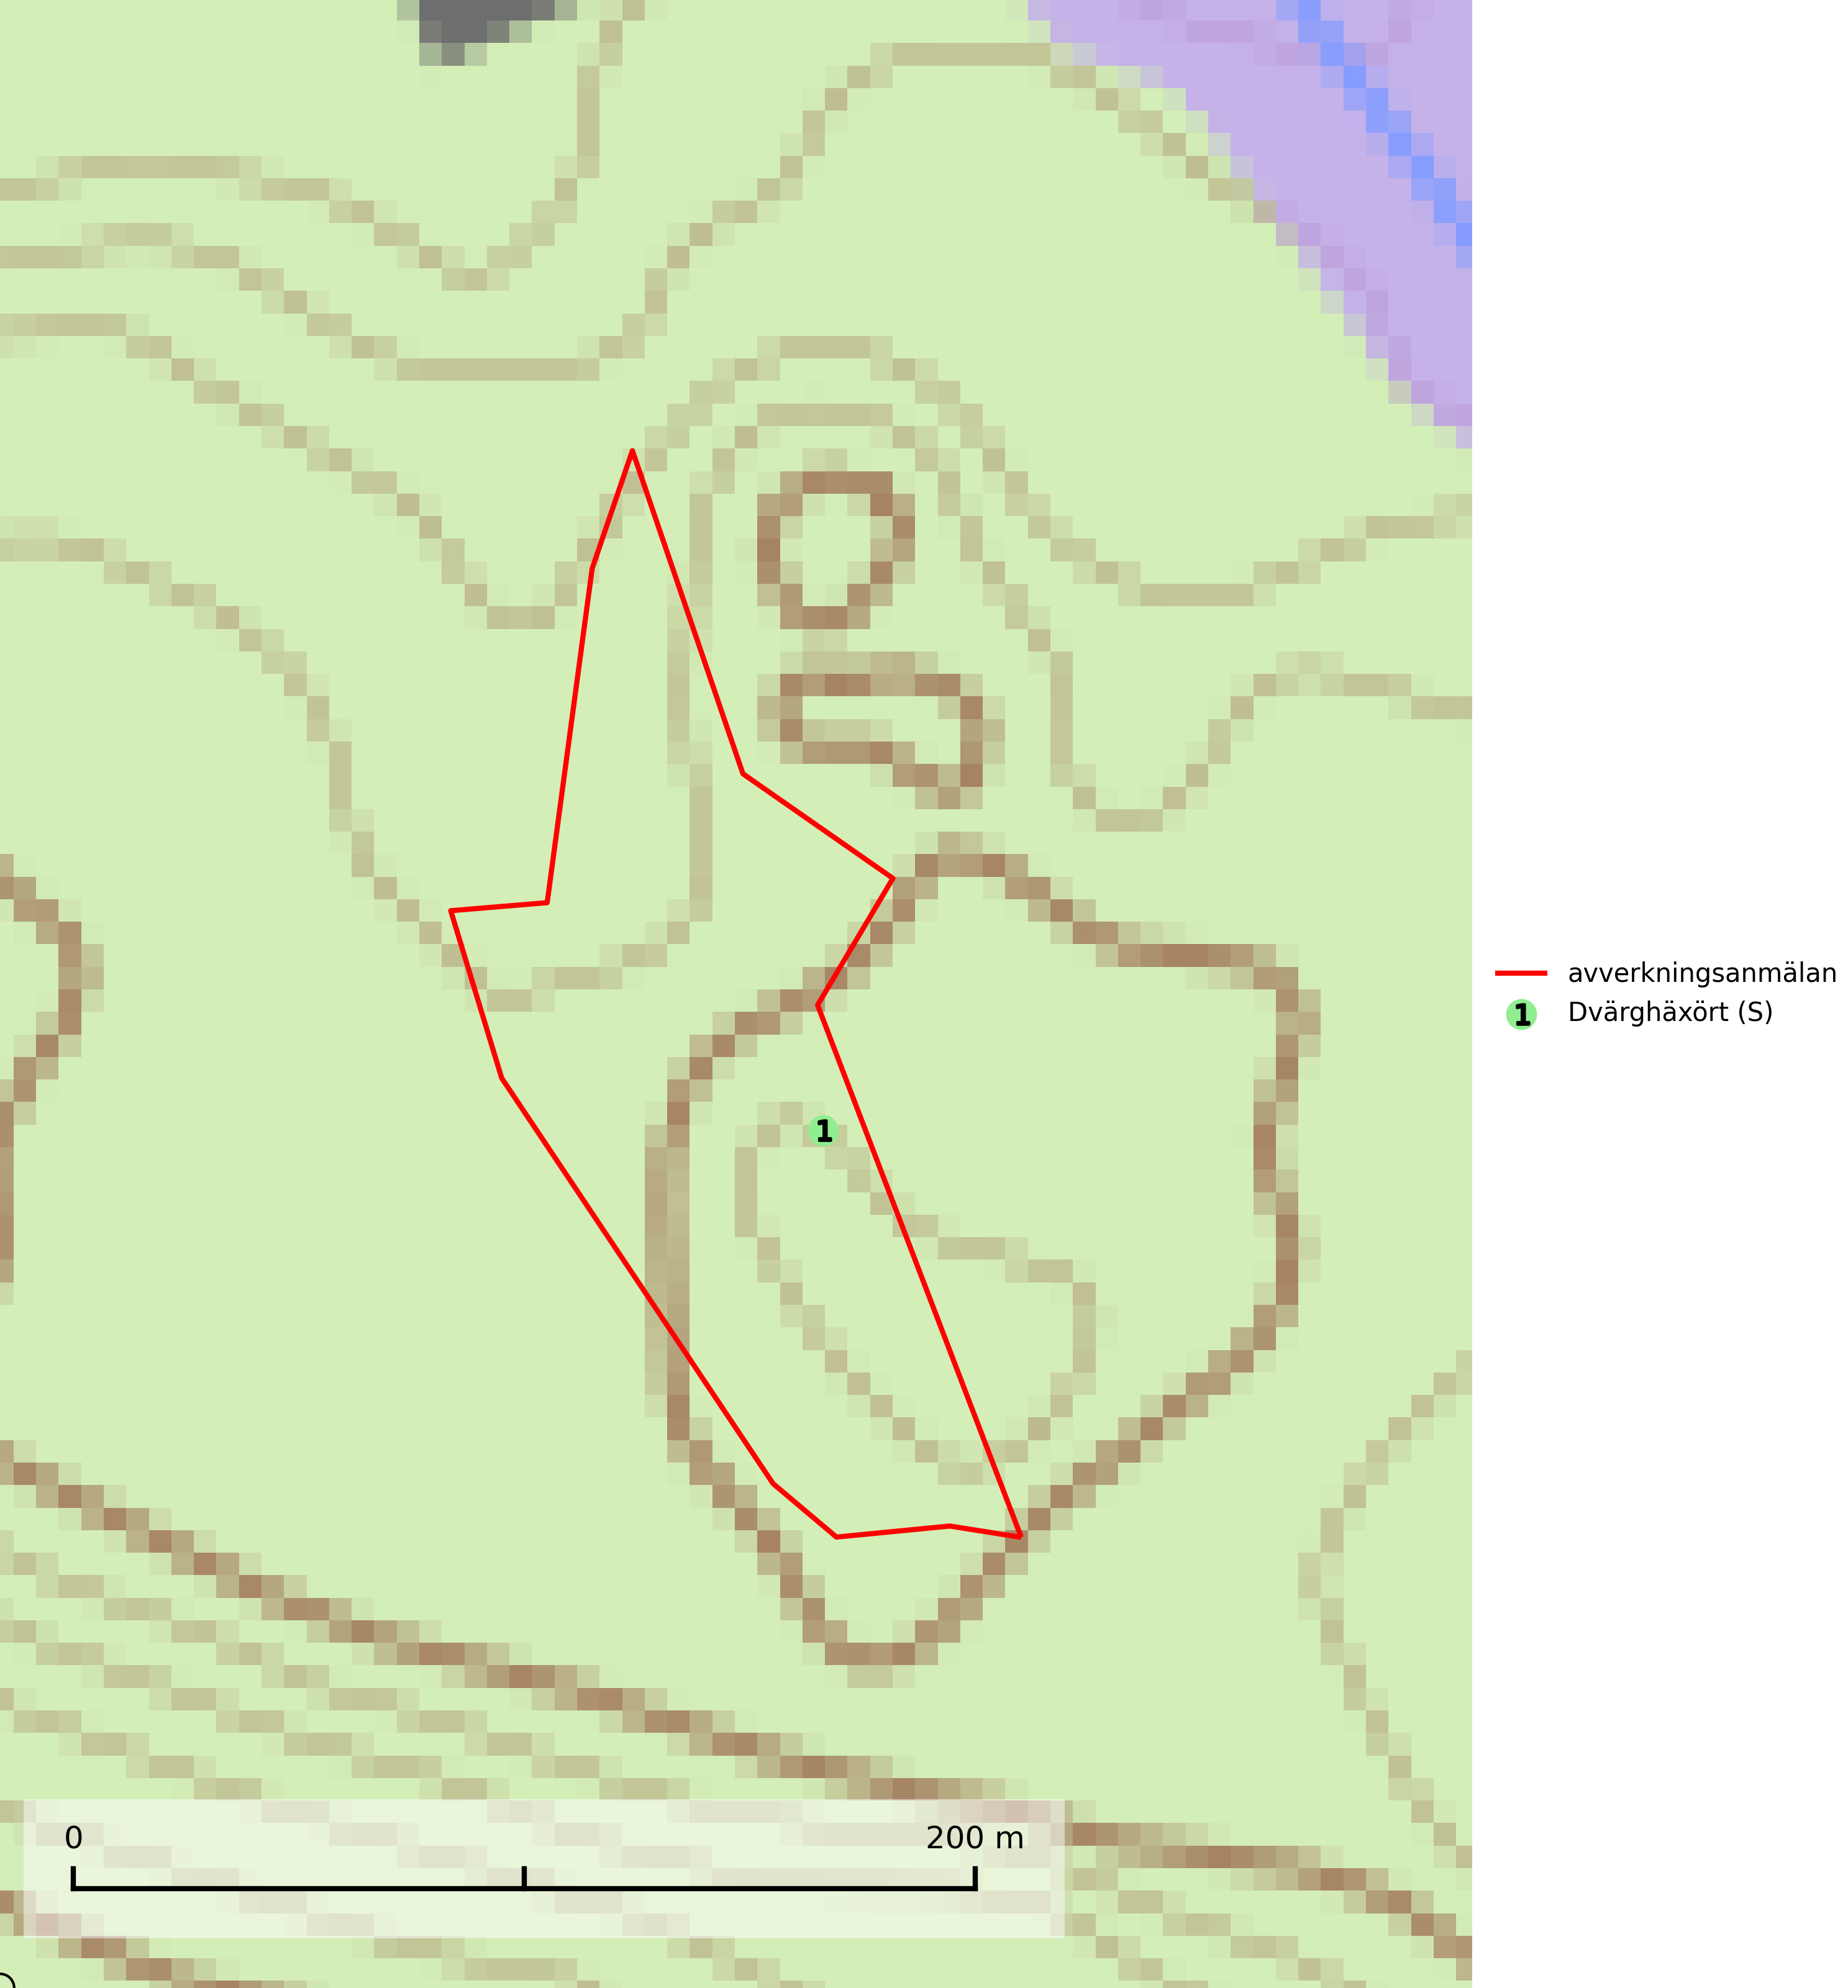 avverkningsanmälan
1 Dvärghäxört (S)
1
0 200 m